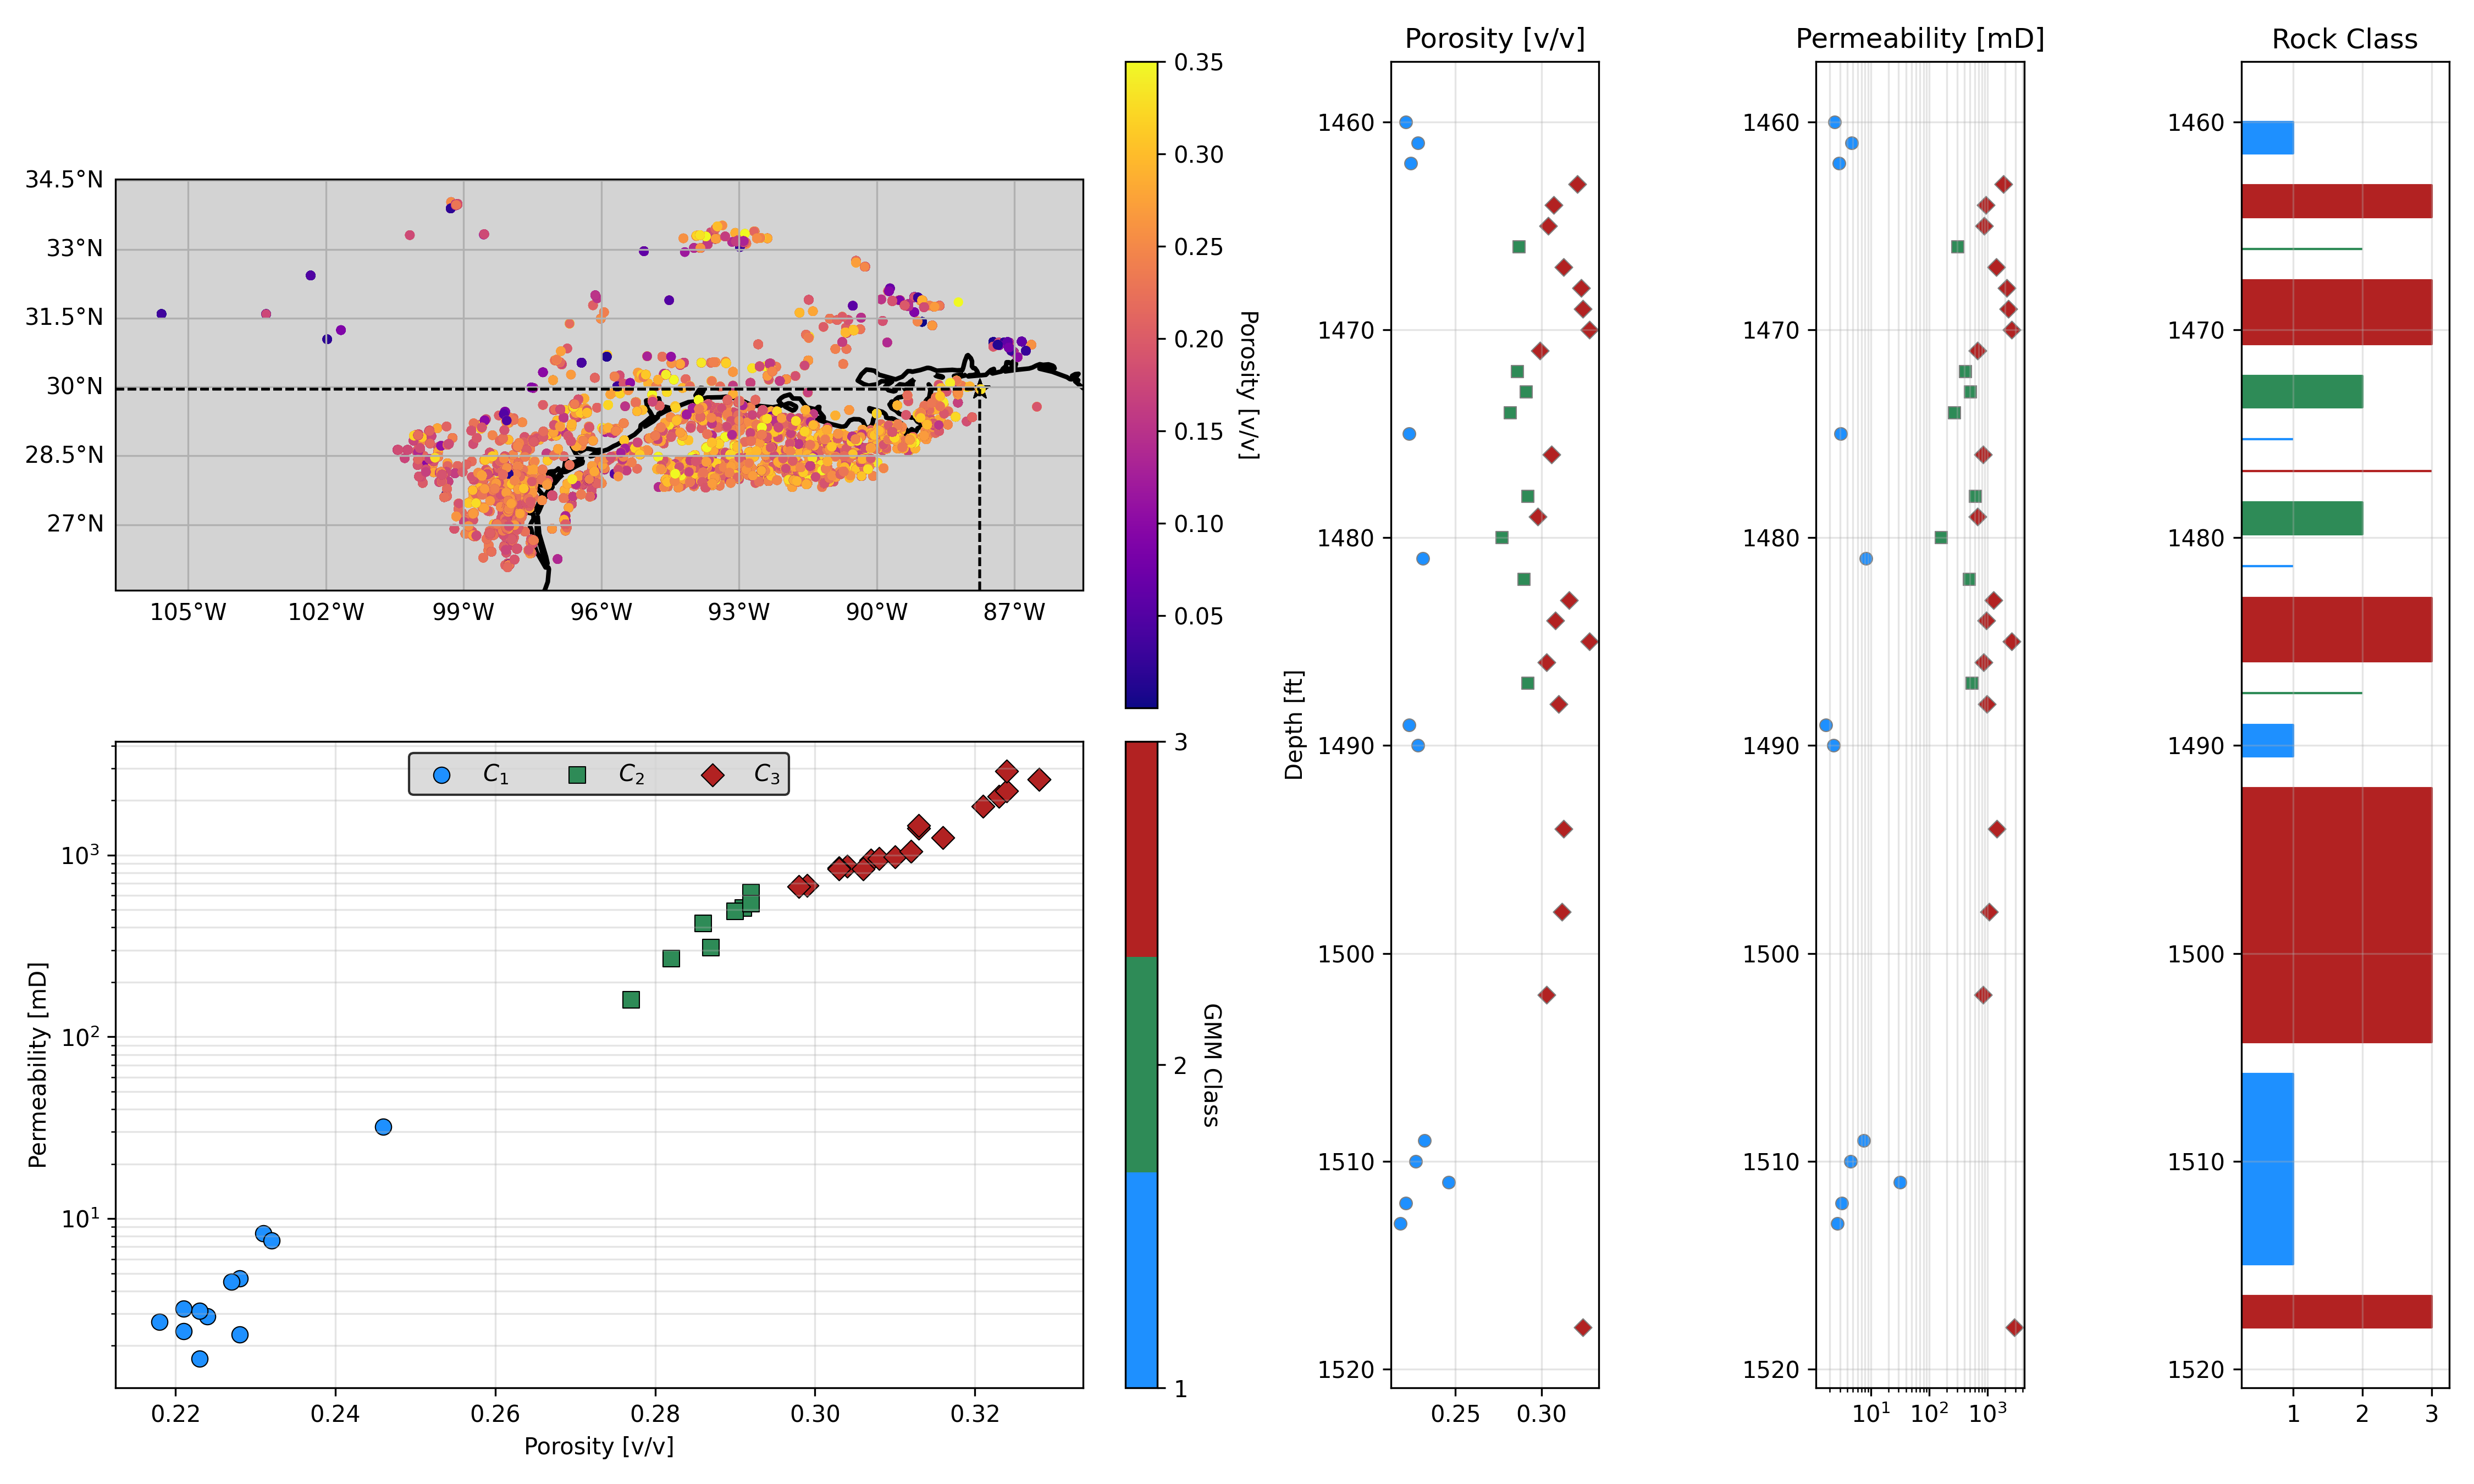 34.5°N
33°N
31.5°N
30°N
28.5°N
27°N
105°W 102°W 99°W 96°W 93°W 90°W 87°W
0.35
0.30
0.25
0.20
0.15
0.10
0.05
Porosity [v/v]
C₁ C₂ C₃
10³
10²
10¹
Permeability [mD]
0.22 0.24 0.26 0.28 0.30 0.32
Porosity [v/v]
3
2
1
GMM Class
Porosity [v/v]
Depth [ft]
1460
1470
1480
1490
1500
1510
1520
0.25 0.30
Permeability [mD]
1460
1470
1480
1490
1500
1510
1520
10¹ 10² 10³
Rock Class
1460
1470
1480
1490
1500
1510
1520
1 2 3